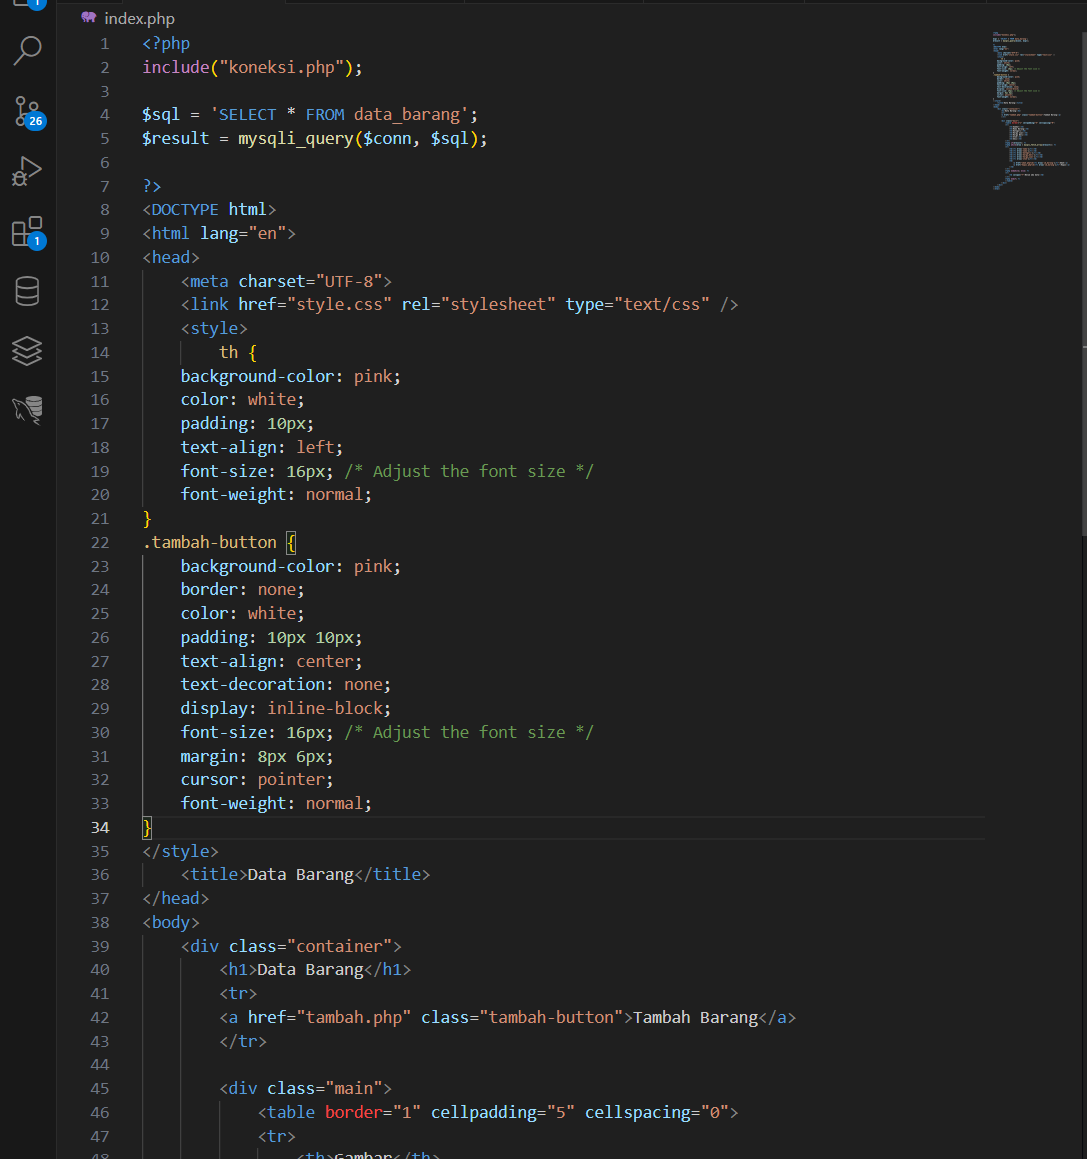 1
index.php
26
1
1 <?php
2 include("koneksi.php");
3
4 $sql = 'SELECT * FROM data_barang';
5 $result = mysqli_query($conn, $sql);
6
7 ?>
8 <DOCTYPE html>
9 <html lang="en">
10 <head>
11     <meta charset="UTF-8">
12     <link href="style.css" rel="stylesheet" type="text/css" />
13     <style>
14         th {
15     background-color: pink;
16     color: white;
17     padding: 10px;
18     text-align: left;
19     font-size: 16px; /* Adjust the font size */
20     font-weight: normal;
21 }
22 .tambah-button {
23     background-color: pink;
24     border: none;
25     color: white;
26     padding: 10px 10px;
27     text-align: center;
28     text-decoration: none;
29     display: inline-block;
30     font-size: 16px; /* Adjust the font size */
31     margin: 8px 6px;
32     cursor: pointer;
33     font-weight: normal;
34 }
35 </style>
36     <title>Data Barang</title>
37 </head>
38 <body>
39     <div class="container">
40         <h1>Data Barang</h1>
41         <tr>
42         <a href="tambah.php" class="tambah-button">Tambah Barang</a>
43         </tr>
44
45         <div class="main">
46             <table border="1" cellpadding="5" cellspacing="0">
47             <tr>
48                 <th>Gambar</th>